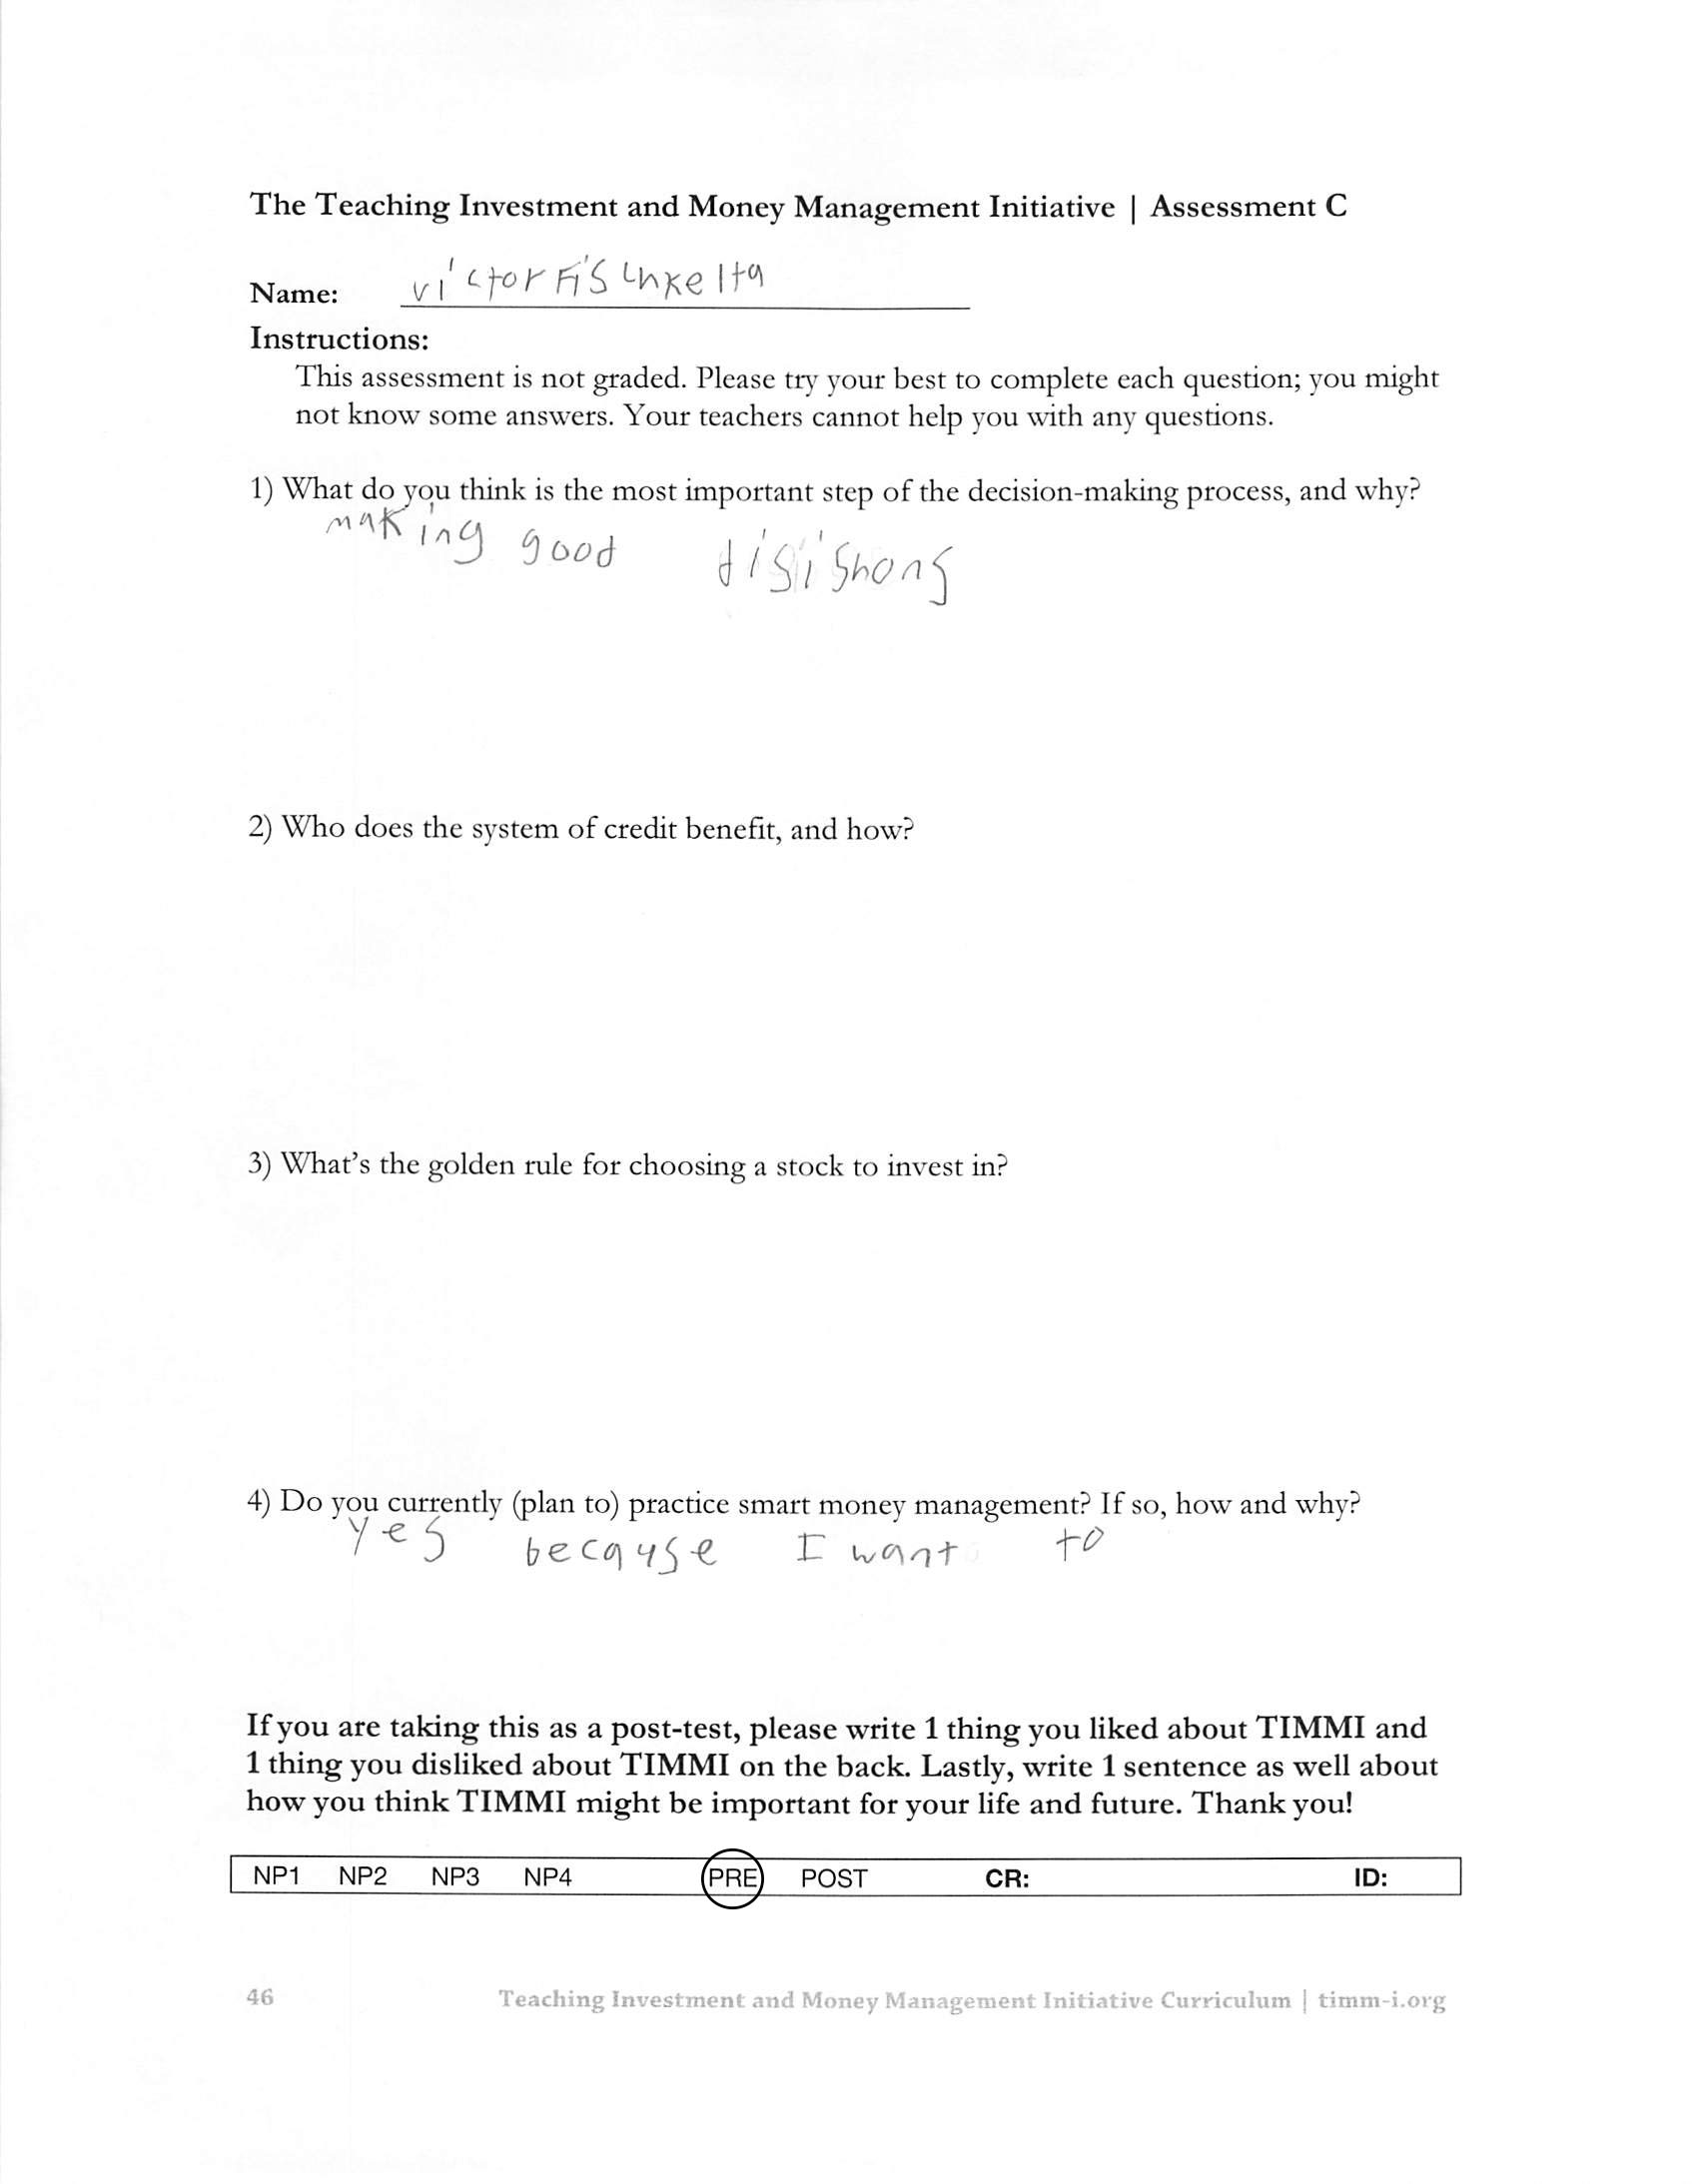 The Teaching Investment and Money Management Initiative | Assessment C
Name: victor
Instructions:
This assessment is not graded. Please try your best to complete each question; you might
not know some answers. Your teachers cannot help you with any questions.
1) What do you think is the most important step of the decision-making process, and why?
making good disishons
2) Who does the system of credit benefit, and how?
3) What's the golden rule for choosing a stock to invest in?
4) Do you currently (plan to) practice smart money management? If so, how and why?
yes because I want to
If you are taking this as a post-test, please write 1 thing you liked about TIMMI and
1 thing you disliked about TIMMI on the back. Lastly, write 1 sentence as well about
how you think TIMMI might be important for your life and future. Thank you!
NP1 NP2 NP3 NP4 PRE POST CR: ID:
46 Teaching Investment and Money Management Initiative Curriculum | timm-i.org